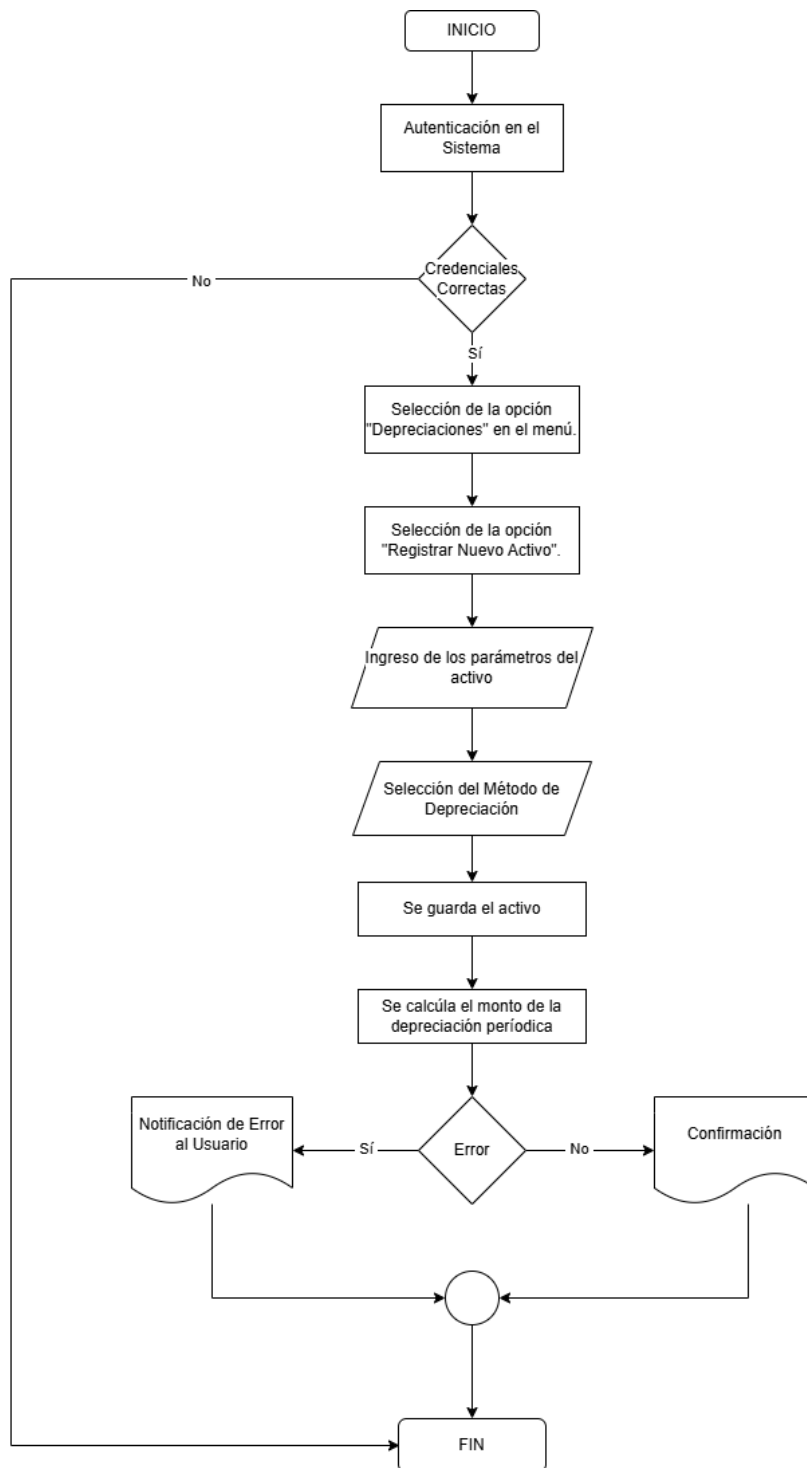 INICIO
Autenticación en el
Sistema
Credenciales
Correctas
No
Sí
Selección de la opción
"Depreciaciones" en el menú.
Selección de la opción
"Registrar Nuevo Activo".
Ingreso de los parámetros del
activo
Selección del Método de
Depreciación
Se guarda el activo
Se calcúla el monto de la
depreciación períodica
Notificación de Error
al Usuario
Sí
Error
No
Confirmación
FIN